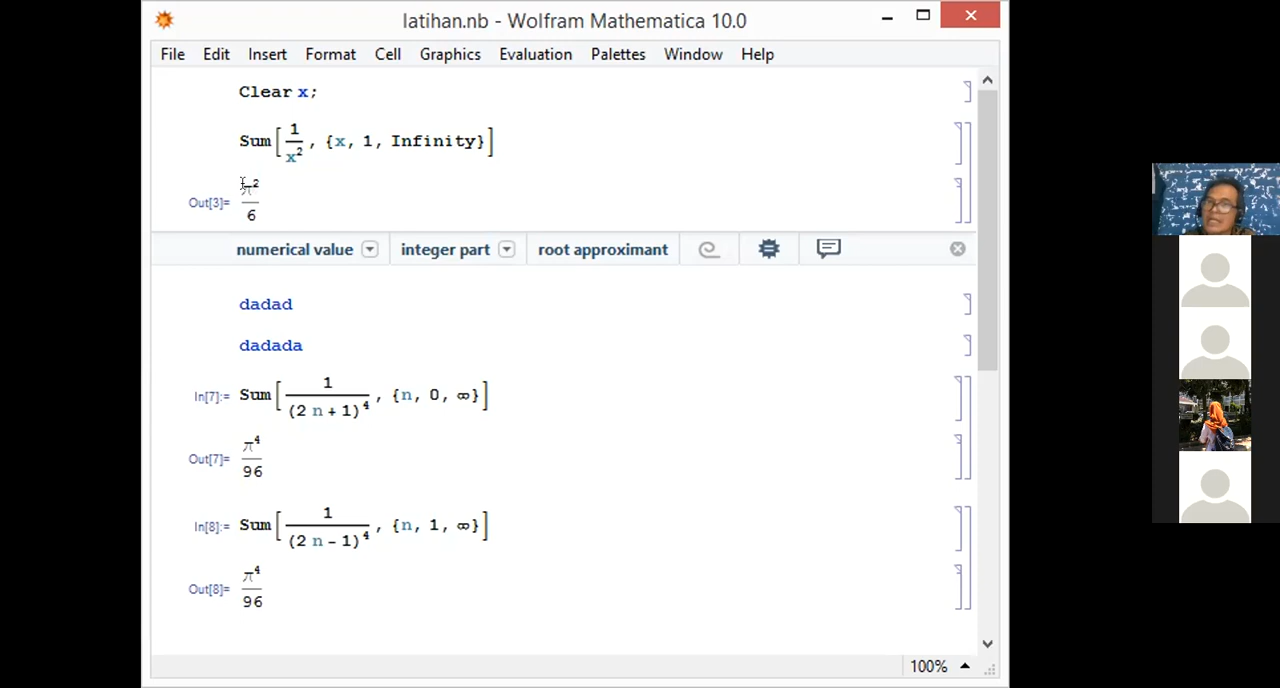 latihan.nb - Wolfram Mathematica 10.0
File Edit Insert Format Cell Graphics Evaluation Palettes Window Help
Clear x;
Sum[1/x², {x, 1, Infinity}]
Out[3]= π²/6
numerical value integer part root approximant
dadad
dadada
In[7]:= Sum[1/(2 n + 1)⁴, {n, 0, ∞}]
Out[7]= π⁴/96
In[8]:= Sum[1/(2 n - 1)⁴, {n, 1, ∞}]
Out[8]= π⁴/96
100%